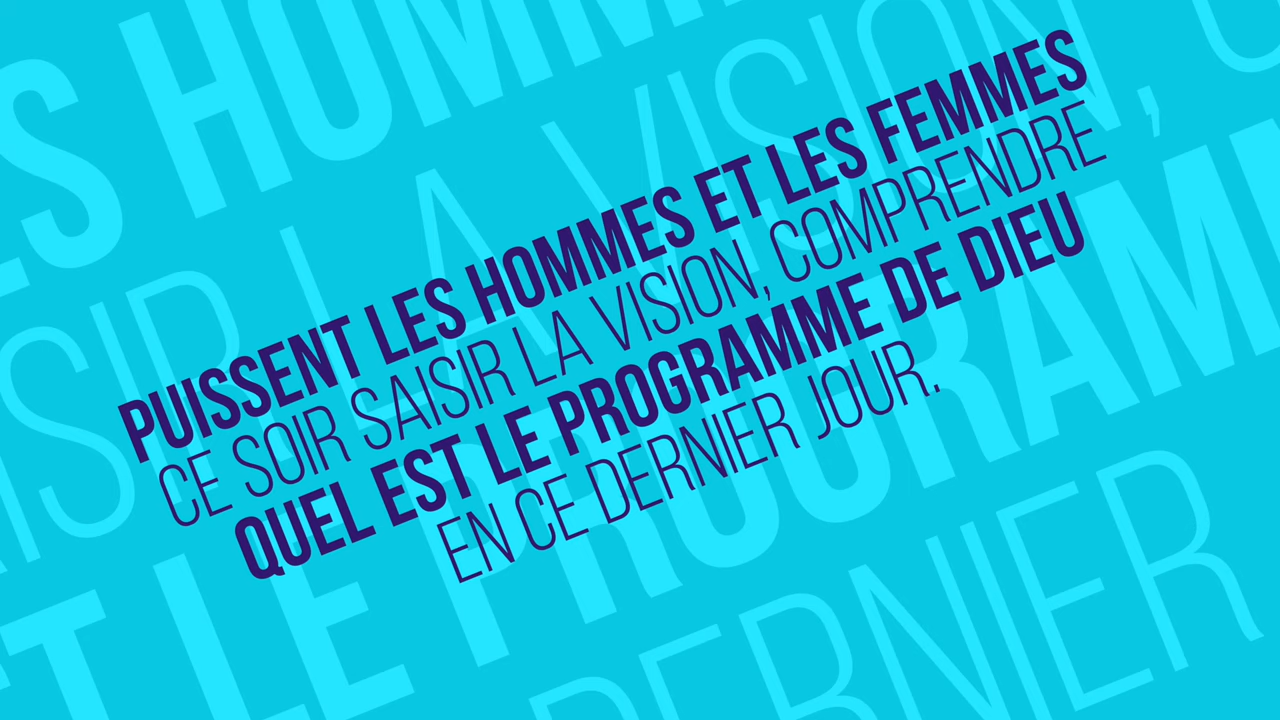 PUISSENT LES HOMMES ET LES FEMMES
CE SOIR SAISIR LA VISION, COMPRENDRE
QUEL EST LE PROGRAMME DE DIEU
EN CE DERNIER JOUR.